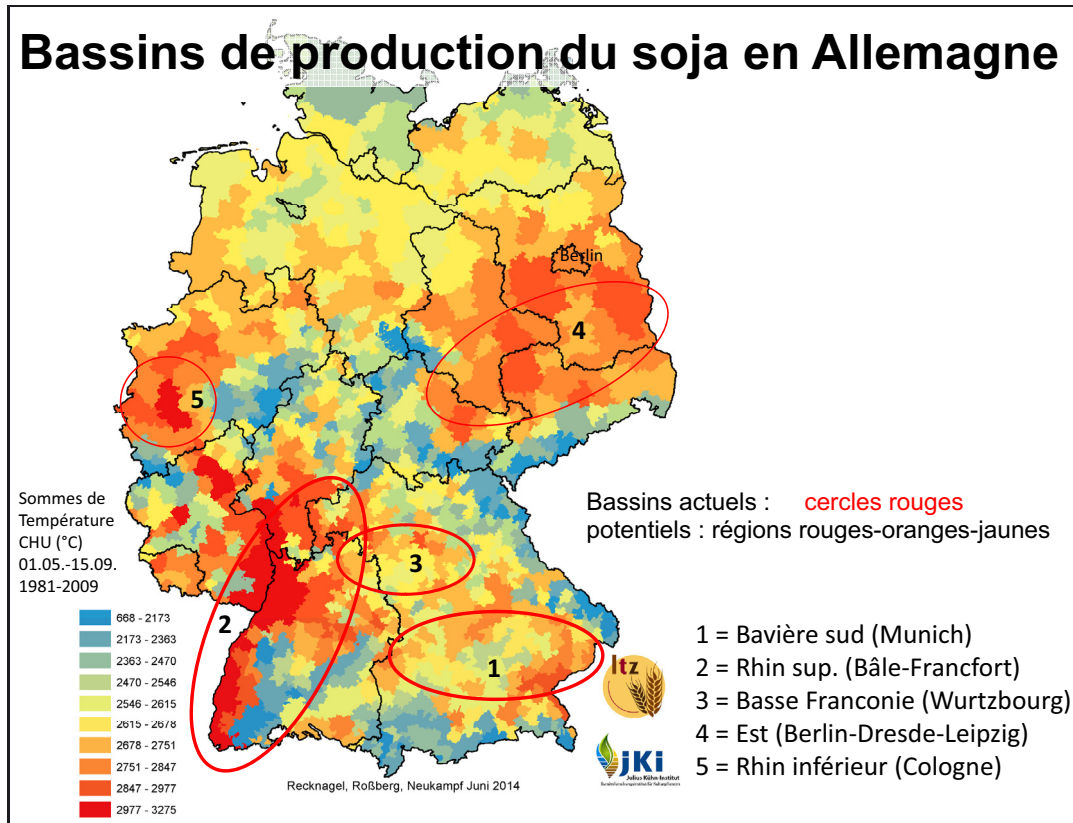 Bassins de production du soja en Allemagne
Berlin
4
5
3
2
1
Sommes de
Température
CHU (°C)
01.05.-15.09.
1981-2009
668 - 2173
2173 - 2363
2363 - 2470
2470 - 2546
2546 - 2615
2615 - 2678
2678 - 2751
2751 - 2847
2847 - 2977
2977 - 3275
Bassins actuels : cercles rouges
potentiels : régions rouges-oranges-jaunes
1 = Bavière sud (Munich)
2 = Rhin sup. (Bâle-Francfort)
3 = Basse Franconie (Wurtzbourg)
4 = Est (Berlin-Dresde-Leipzig)
5 = Rhin inférieur (Cologne)
ltz
jKi
Julius Kühn-Institut
Recknagel, Roßberg, Neukampf Juni 2014